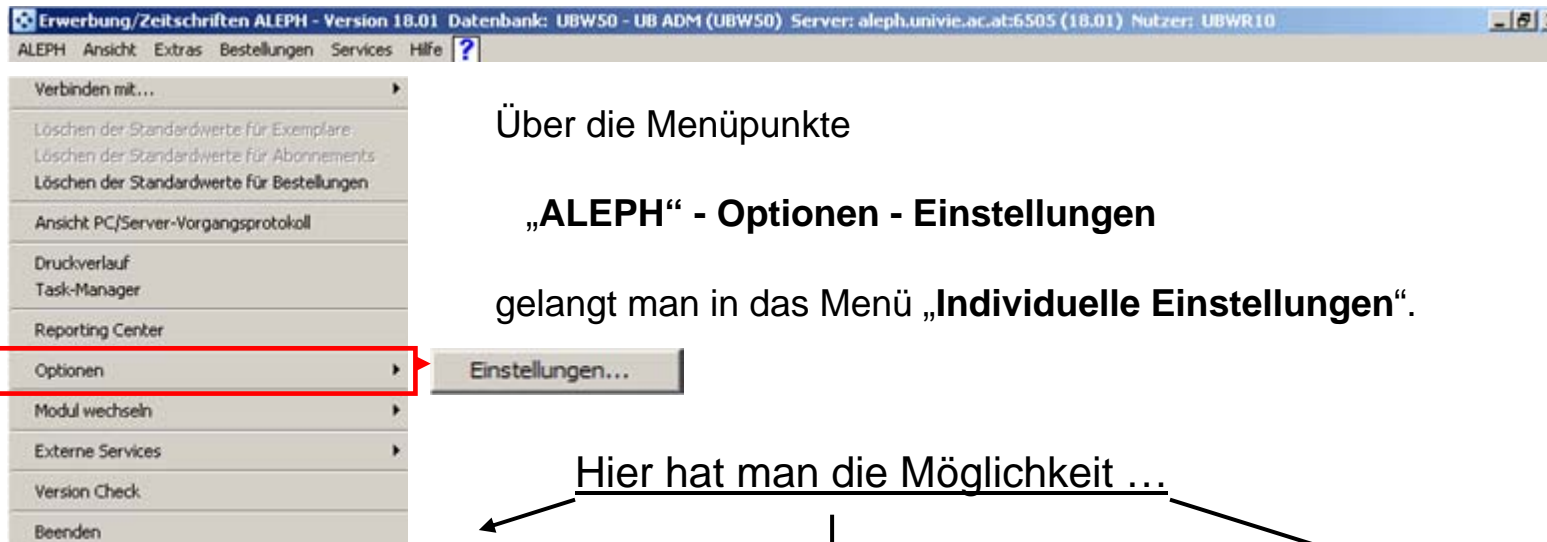 Erwerbung/Zeitschriften ALEPH - Version 18.01 Datenbank: UBW50 - UB ADM (UBW50) Server: aleph.univie.ac.at:6505 (18.01) Nutzer: UBWR10
ALEPH Ansicht Extras Bestellungen Services Hilfe ?
Verbinden mit...
Löschen der Standardwerte für Exemplare
Löschen der Standardwerte für Abonnements
Löschen der Standardwerte für Bestellungen
Ansicht PC/Server-Vorgangsprotokoll
Druckverlauf
Task-Manager
Reporting Center
Optionen
Modul wechseln
Externe Services
Version Check
Beenden
Über die Menüpunkte
„ALEPH“ - Optionen - Einstellungen
gelangt man in das Menü „Individuelle Einstellungen“.
Einstellungen...
Hier hat man die Möglichkeit …